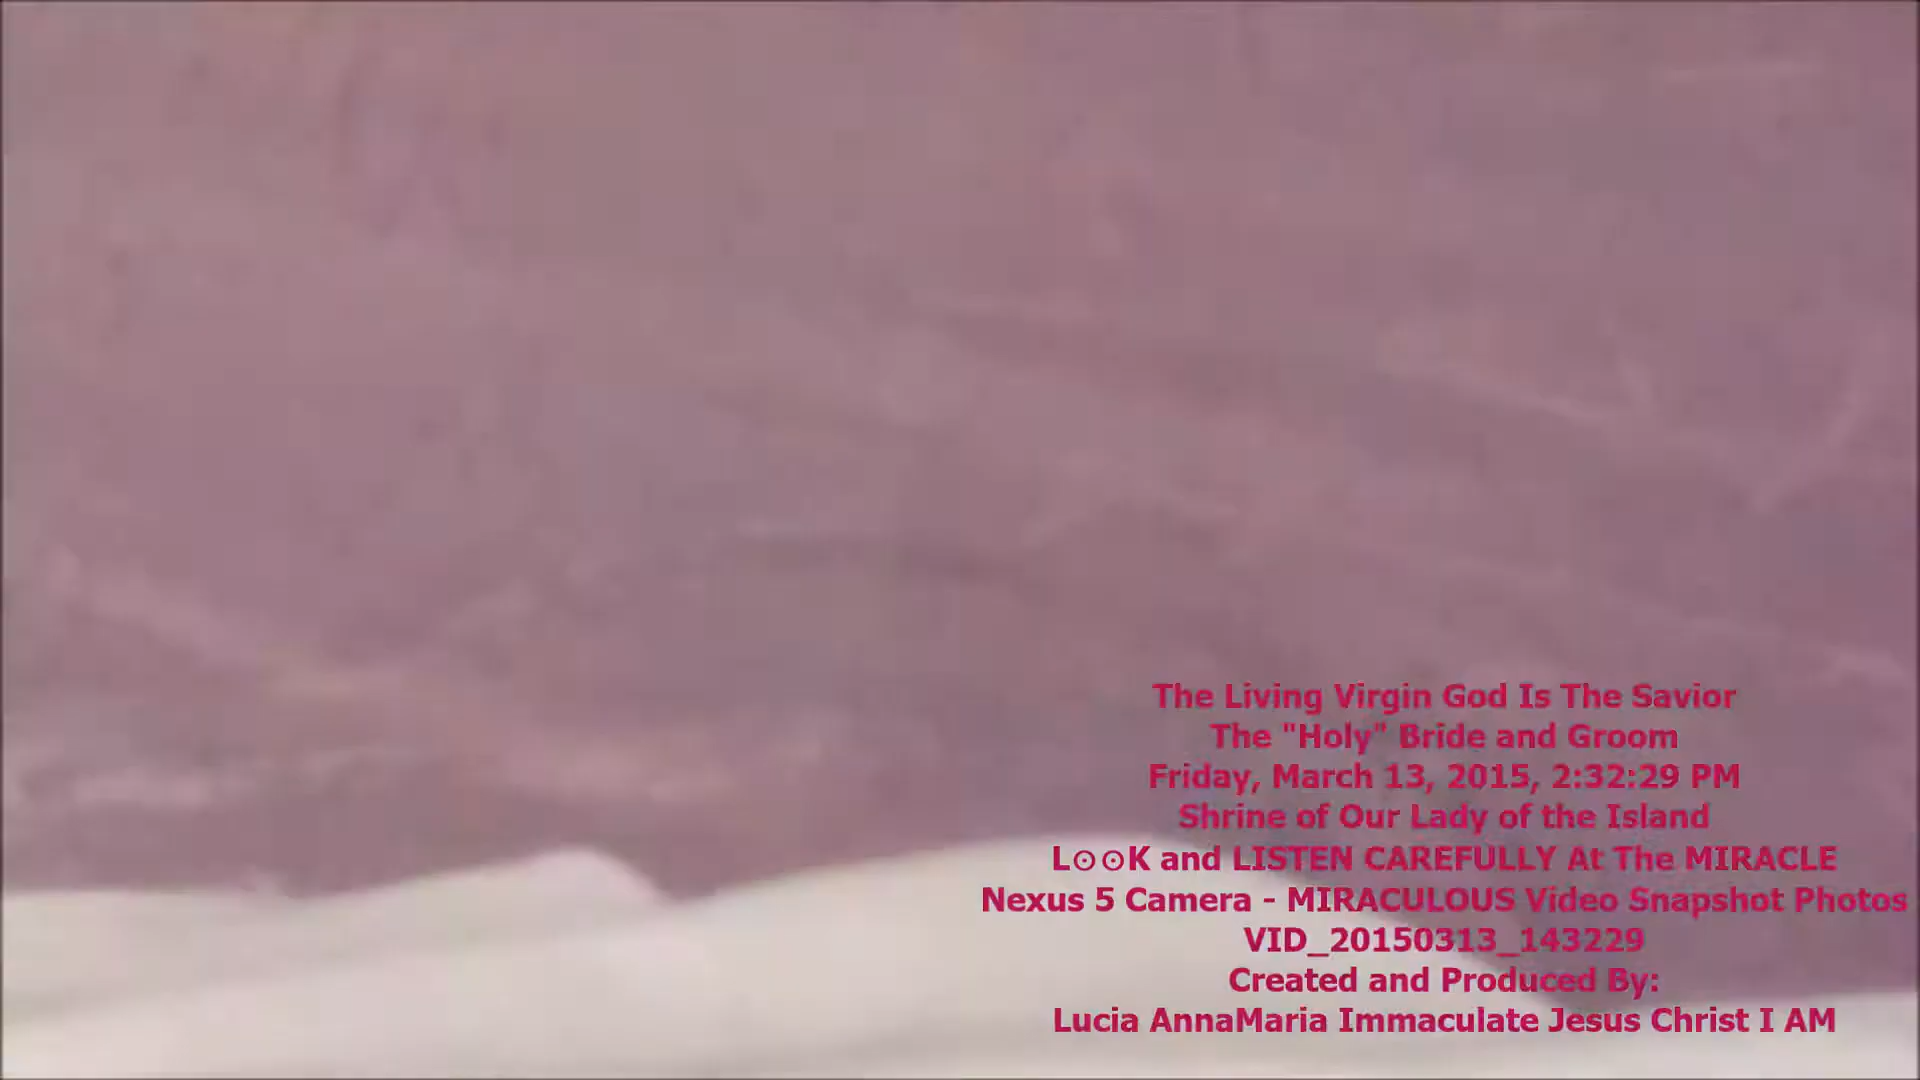 The Living Virgin God Is The Savior
The "Holy" Bride and Groom
Friday, March 13, 2015, 2:32:29 PM
Shrine of Our Lady of the Island
L⊙⊙K and LISTEN CAREFULLY At The MIRACLE
Nexus 5 Camera - MIRACULOUS Video Snapshot Photos
VID_20150313_143229
Created and Produced By:
Lucia AnnaMaria Immaculate Jesus Christ I AM